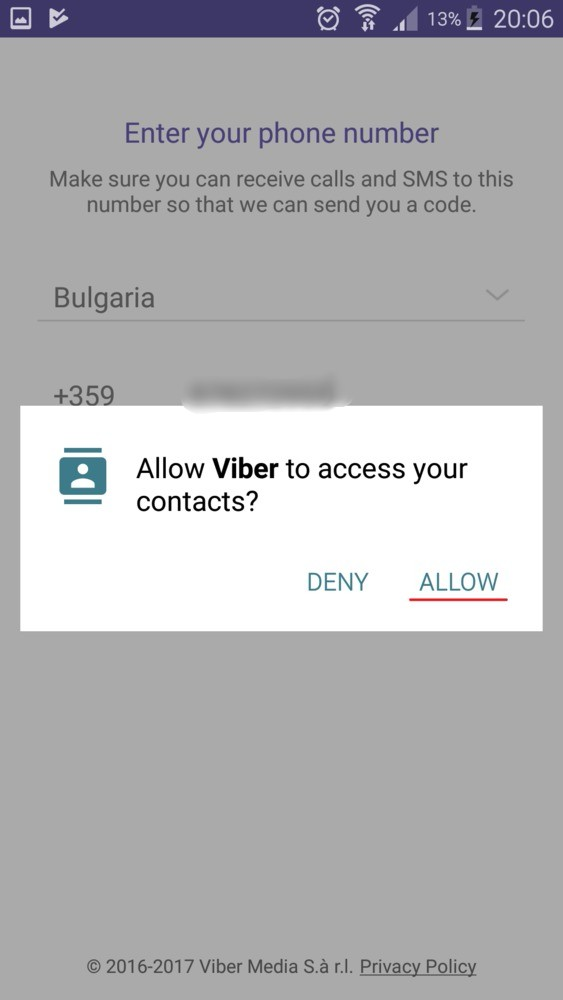 13% 20:06
Enter your phone number
Make sure you can receive calls and SMS to this
number so that we can send you a code.
Bulgaria
+359
Allow Viber to access your
contacts?
DENY ALLOW
© 2016-2017 Viber Media S.à r.l. Privacy Policy